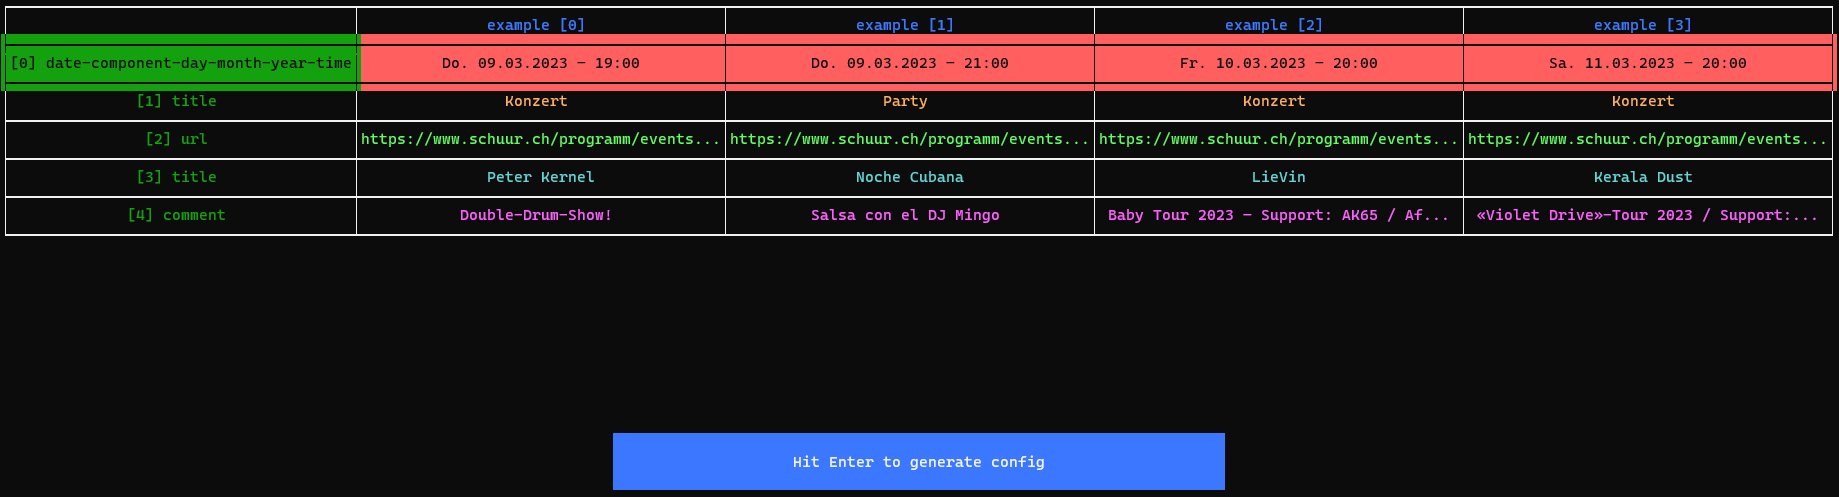 example [0] example [1] example [2] example [3]
[0] date-component-day-month-year-time Do. 09.03.2023 - 19:00 Do. 09.03.2023 - 21:00 Fr. 10.03.2023 - 20:00 Sa. 11.03.2023 - 20:00
[1] title Konzert Party Konzert Konzert
[2] url https://www.schuur.ch/programm/events... https://www.schuur.ch/programm/events... https://www.schuur.ch/programm/events... https://www.schuur.ch/programm/events...
[3] title Peter Kernel Noche Cubana LieVin Kerala Dust
[4] comment Double-Drum-Show! Salsa con el DJ Mingo Baby Tour 2023 - Support: AK65 / Af... «Violet Drive»-Tour 2023 / Support:...
Hit Enter to generate config